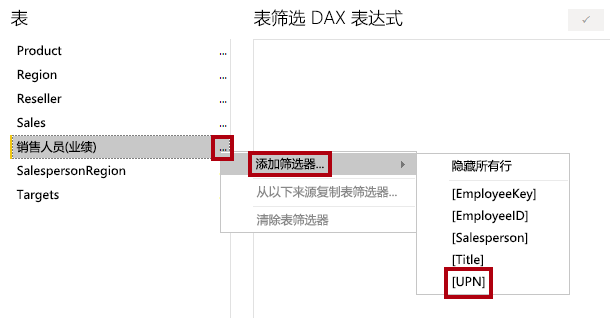 表
表筛选 DAX 表达式
✓
Product ...
Region ...
Reseller ...
Sales ...
销售人员(业绩) ...
SalespersonRegion
Targets
添加筛选器...
从以下来源复制表筛选器...
清除表筛选器
隐藏所有行
[EmployeeKey]
[EmployeeID]
[Salesperson]
[Title]
[UPN]